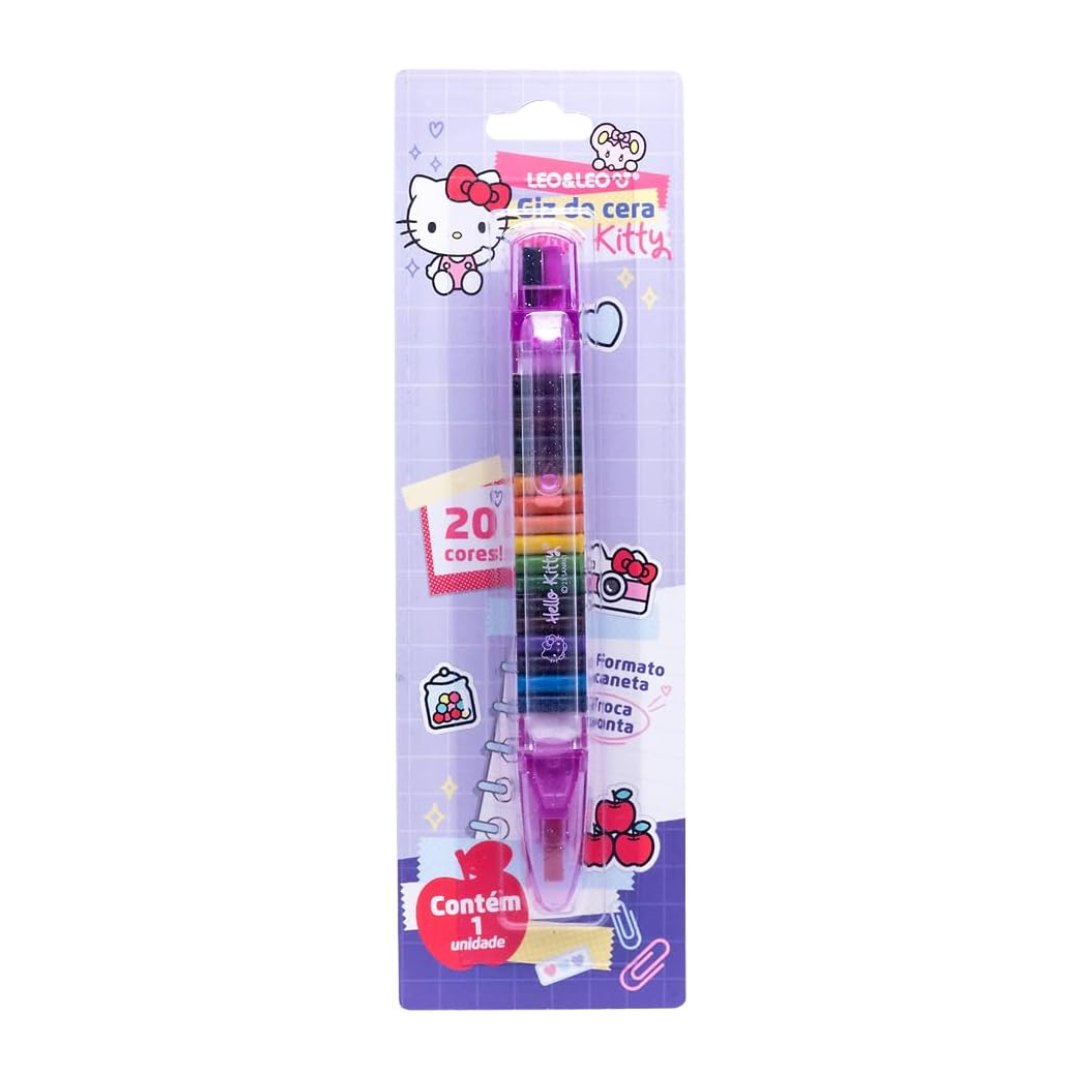 LEO&LEO
Giz de cera
Kitty
20
cores!
Hello Kitty
Formato
caneta
Troca
ponta
Contém
1
unidade